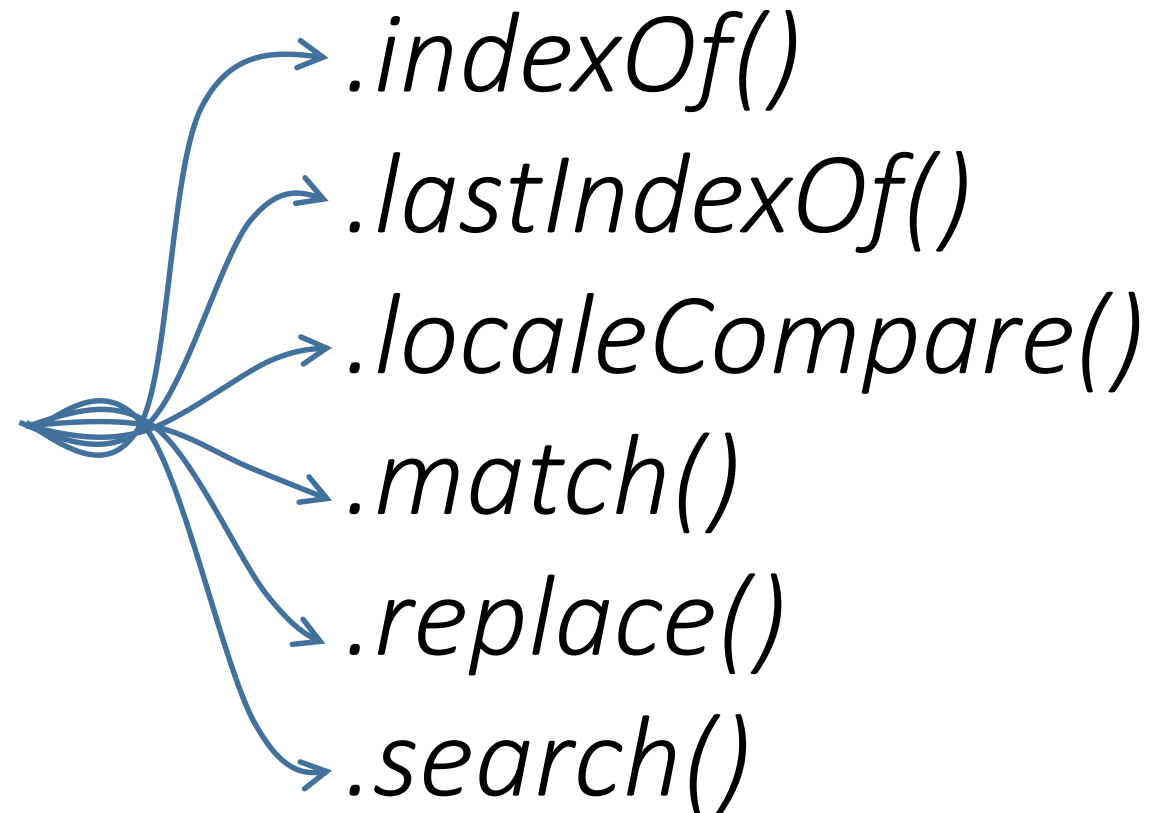 .indexOf()
.lastIndexOf()
.localeCompare()
.match()
.replace()
.search()